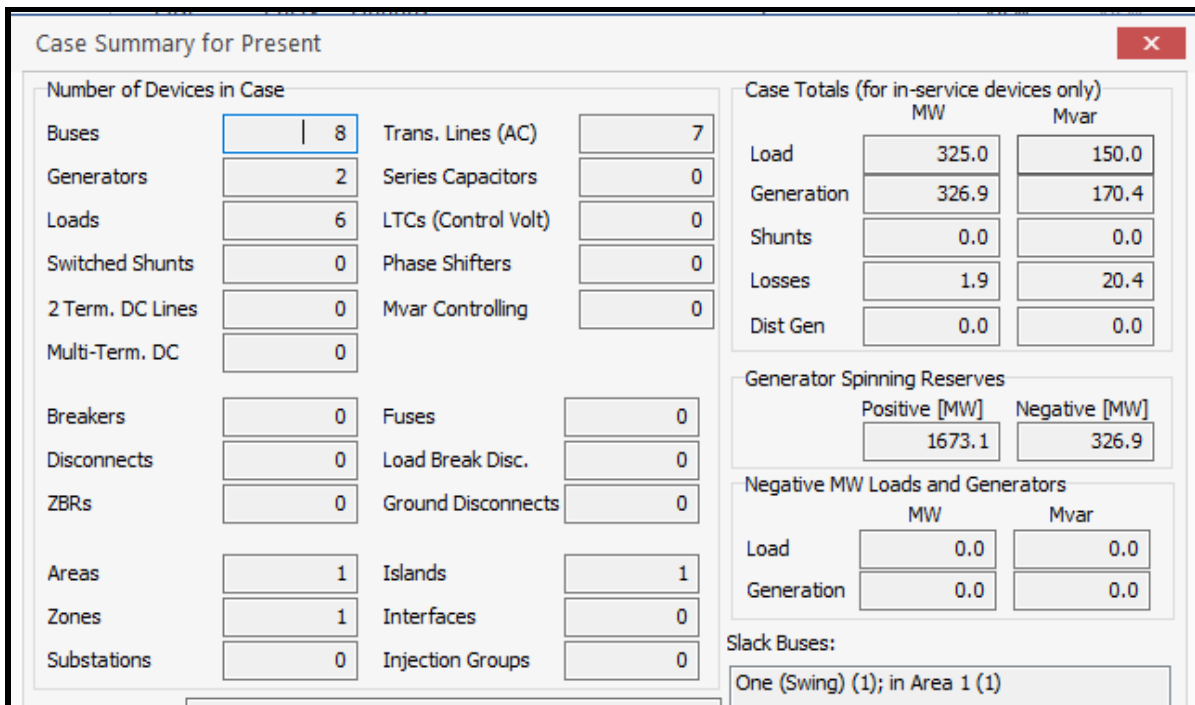 Case Summary for Present
Number of Devices in Case
Buses 8 Trans. Lines (AC) 7
Generators 2 Series Capacitors 0
Loads 6 LTCs (Control Volt) 0
Switched Shunts 0 Phase Shifters 0
2 Term. DC Lines 0 Mvar Controlling 0
Multi-Term. DC 0
Breakers 0 Fuses 0
Disconnects 0 Load Break Disc. 0
ZBRs 0 Ground Disconnects 0
Areas 1 Islands 1
Zones 1 Interfaces 0
Substations 0 Injection Groups 0
Case Totals (for in-service devices only)
MW Mvar
Load 325.0 150.0
Generation 326.9 170.4
Shunts 0.0 0.0
Losses 1.9 20.4
Dist Gen 0.0 0.0
Generator Spinning Reserves
Positive [MW] Negative [MW]
1673.1 326.9
Negative MW Loads and Generators
MW Mvar
Load 0.0 0.0
Generation 0.0 0.0
Slack Buses:
One (Swing) (1); in Area 1 (1)